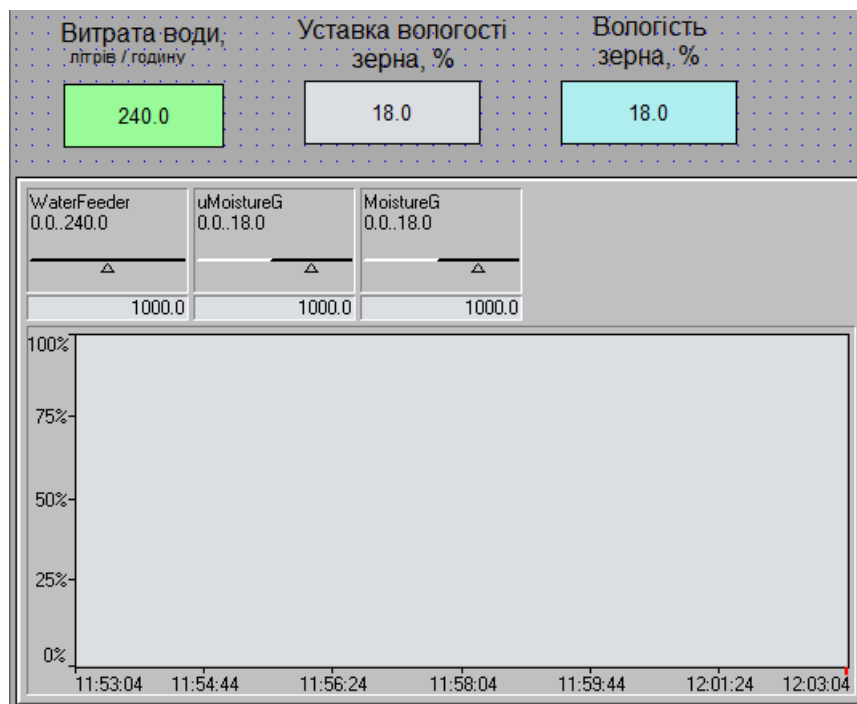 Витрата води,
літрів / годину
240.0
Уставка вологості
зерна, %
18.0
Вологість
зерна, %
18.0
WaterFeeder
0.0..240.0
1000.0
uMoistureG
0.0..18.0
1000.0
MoistureG
0.0..18.0
1000.0
100%
75%
50%
25%
0%
11:53:04 11:54:44 11:56:24 11:58:04 11:59:44 12:01:24 12:03:04